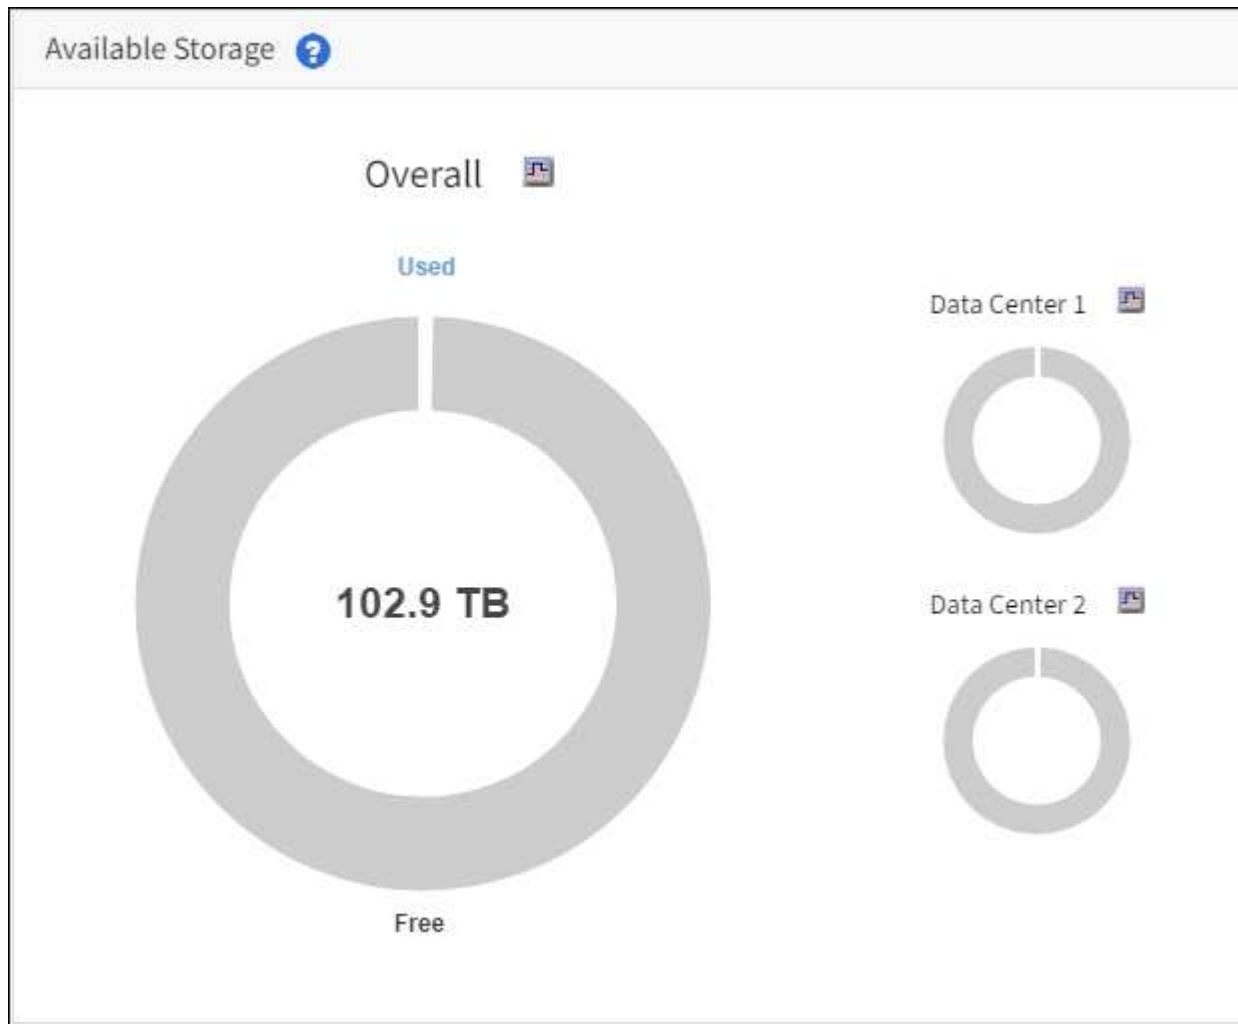 Available Storage ?
Overall
Used
102.9 TB
Free
Data Center 1
Data Center 2